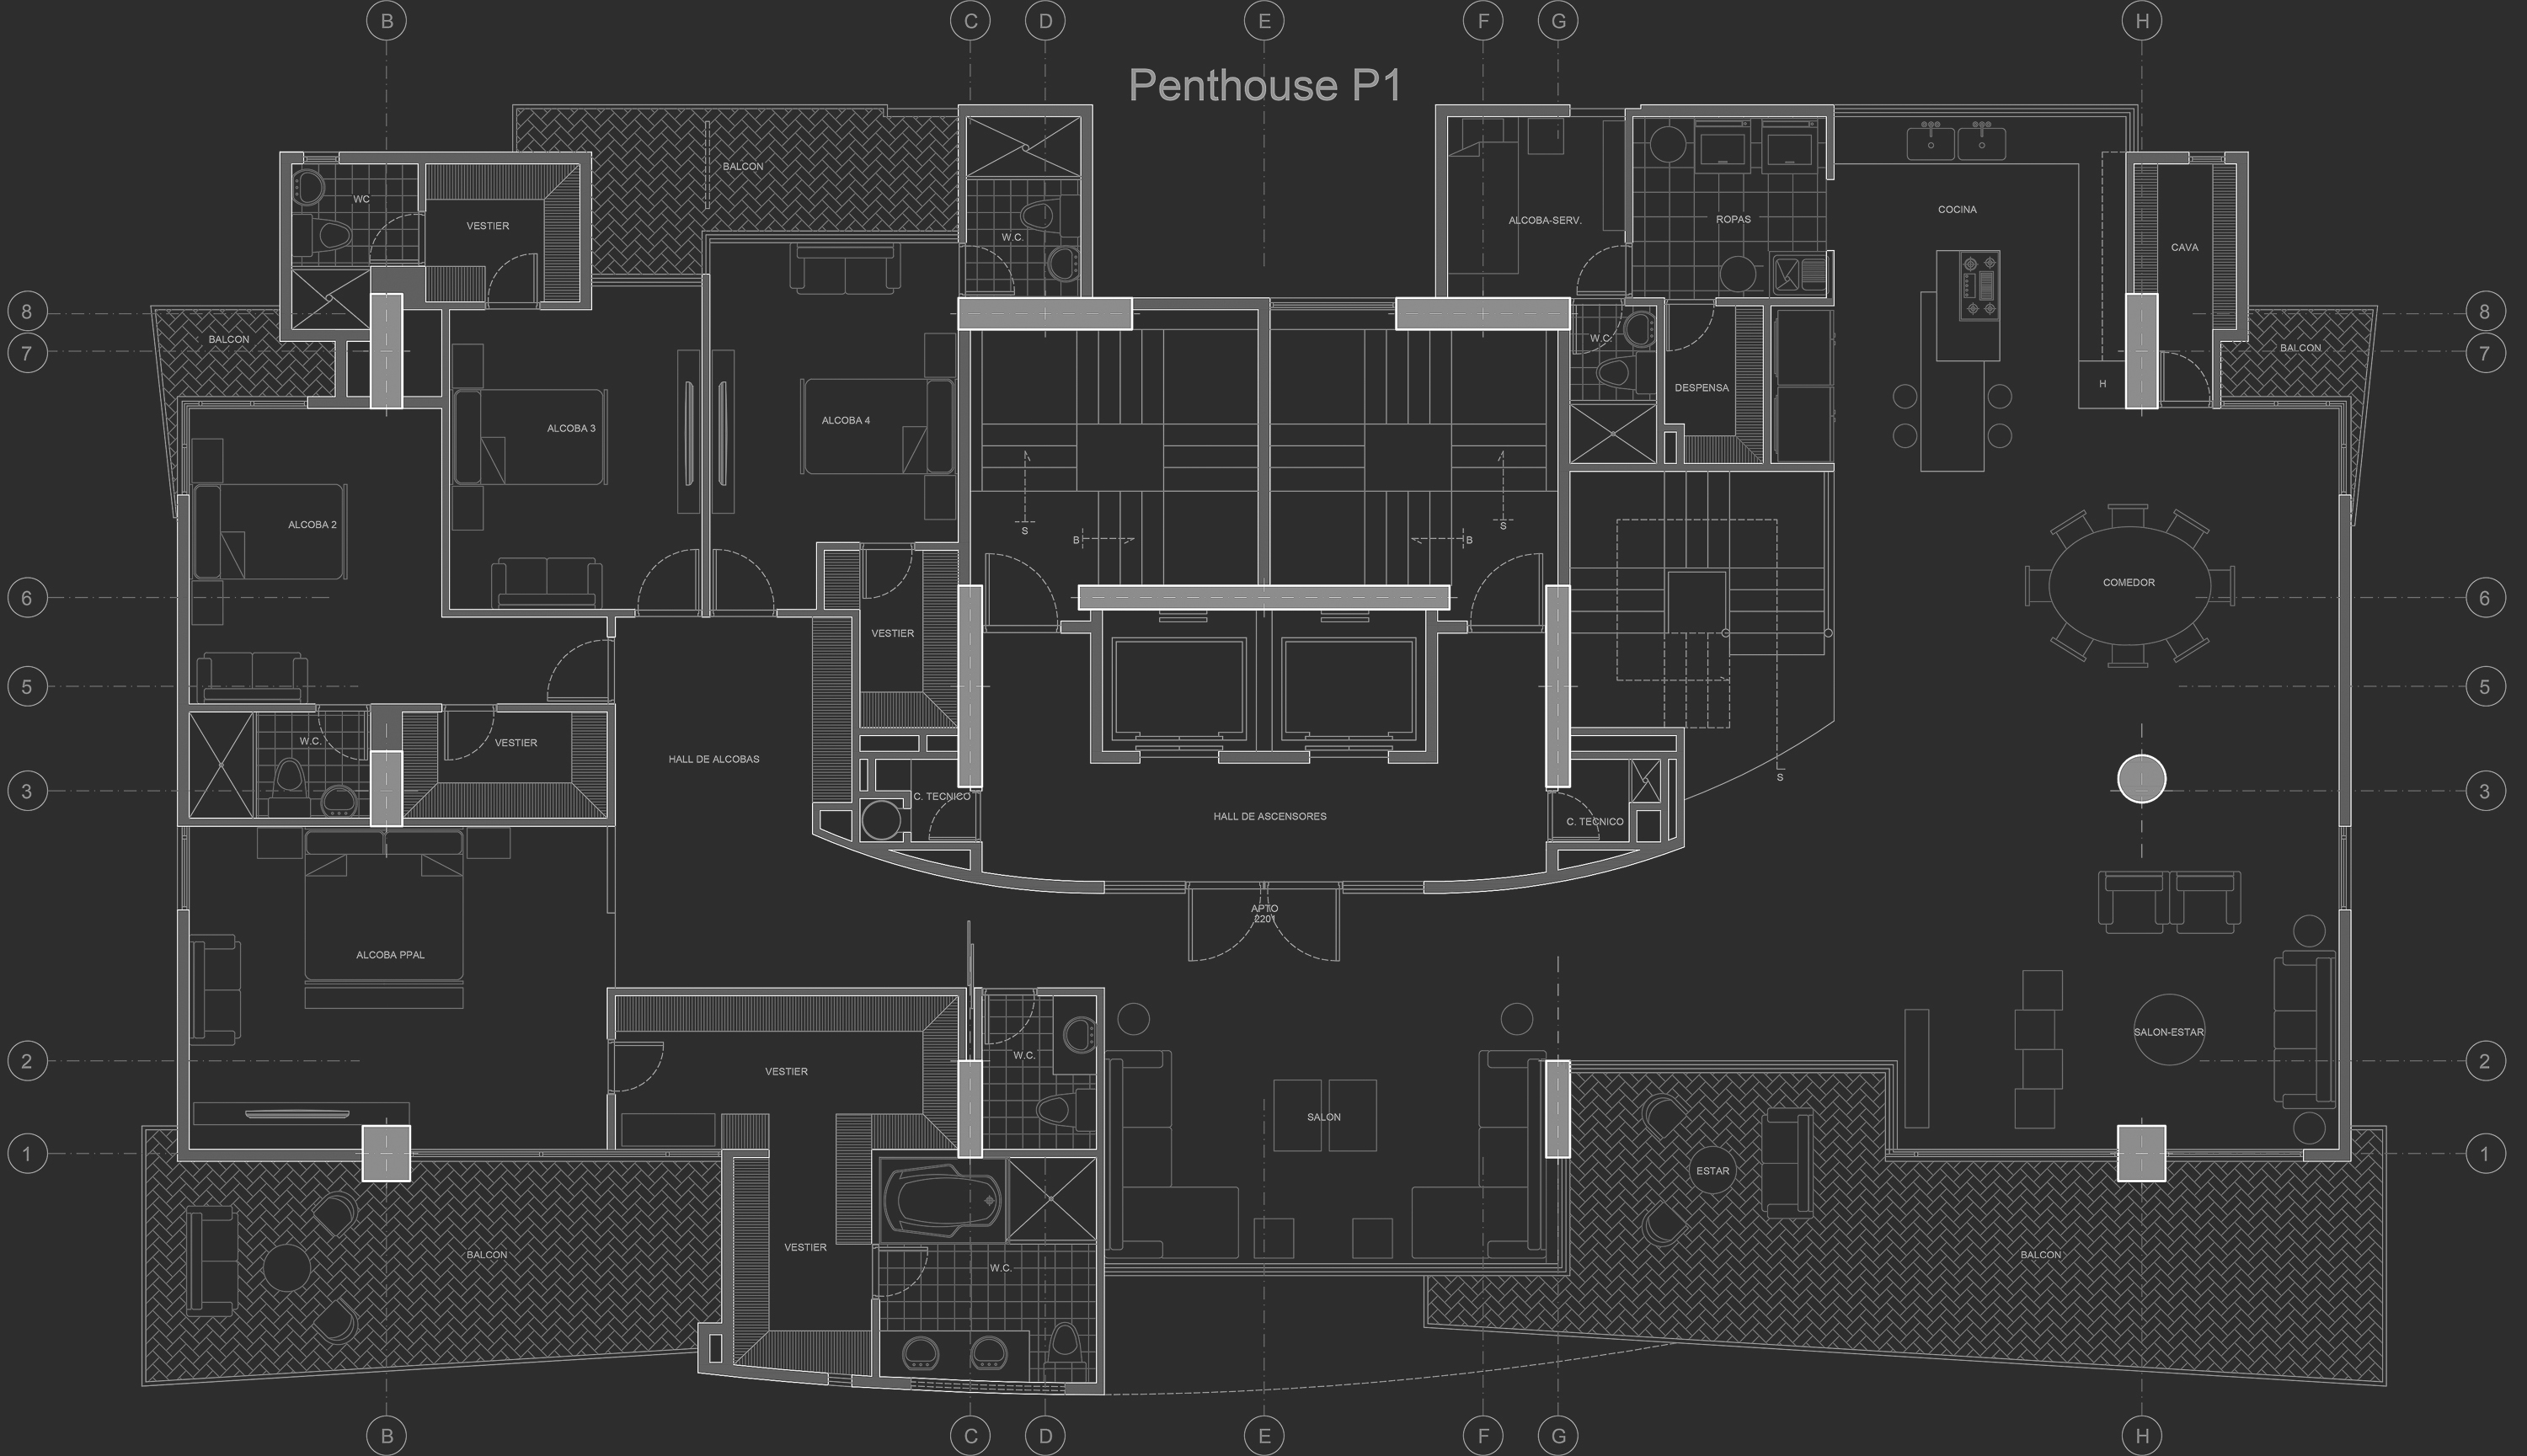 B C D E F G H
Penthouse P1
BALCON
WC
VESTIER
W.C.
ALCOBA-SERV.
ROPAS
COCINA
CAVA
8 8
BALCON
W.C.
BALCON
7 7
H
DESPENSA
ALCOBA 3
ALCOBA 4
ALCOBA 2
S S
B B
COMEDOR
6 6
VESTIER
5 5
W.C.
VESTIER
HALL DE ALCOBAS
S
3 3
C. TECNICO
HALL DE ASCENSORES
C. TECNICO
APTO
2201
ALCOBA PPAL
SALON-ESTAR
W.C.
2 2
VESTIER
SALON
1 1
ESTAR
VESTIER
BALCON
BALCON
W.C.
B C D E F G H